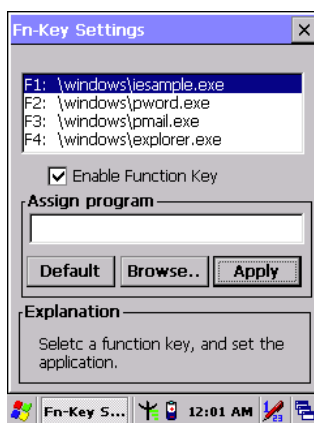 Fn-Key Settings
F1: \windows\iesample.exe
F2: \windows\pword.exe
F3: \windows\pmail.exe
F4: \windows\explorer.exe
Enable Function Key
Assign program
Default Browse.. Apply
Explanation
Seletc a function key, and set the
application.
Fn-Key S... 12:01 AM